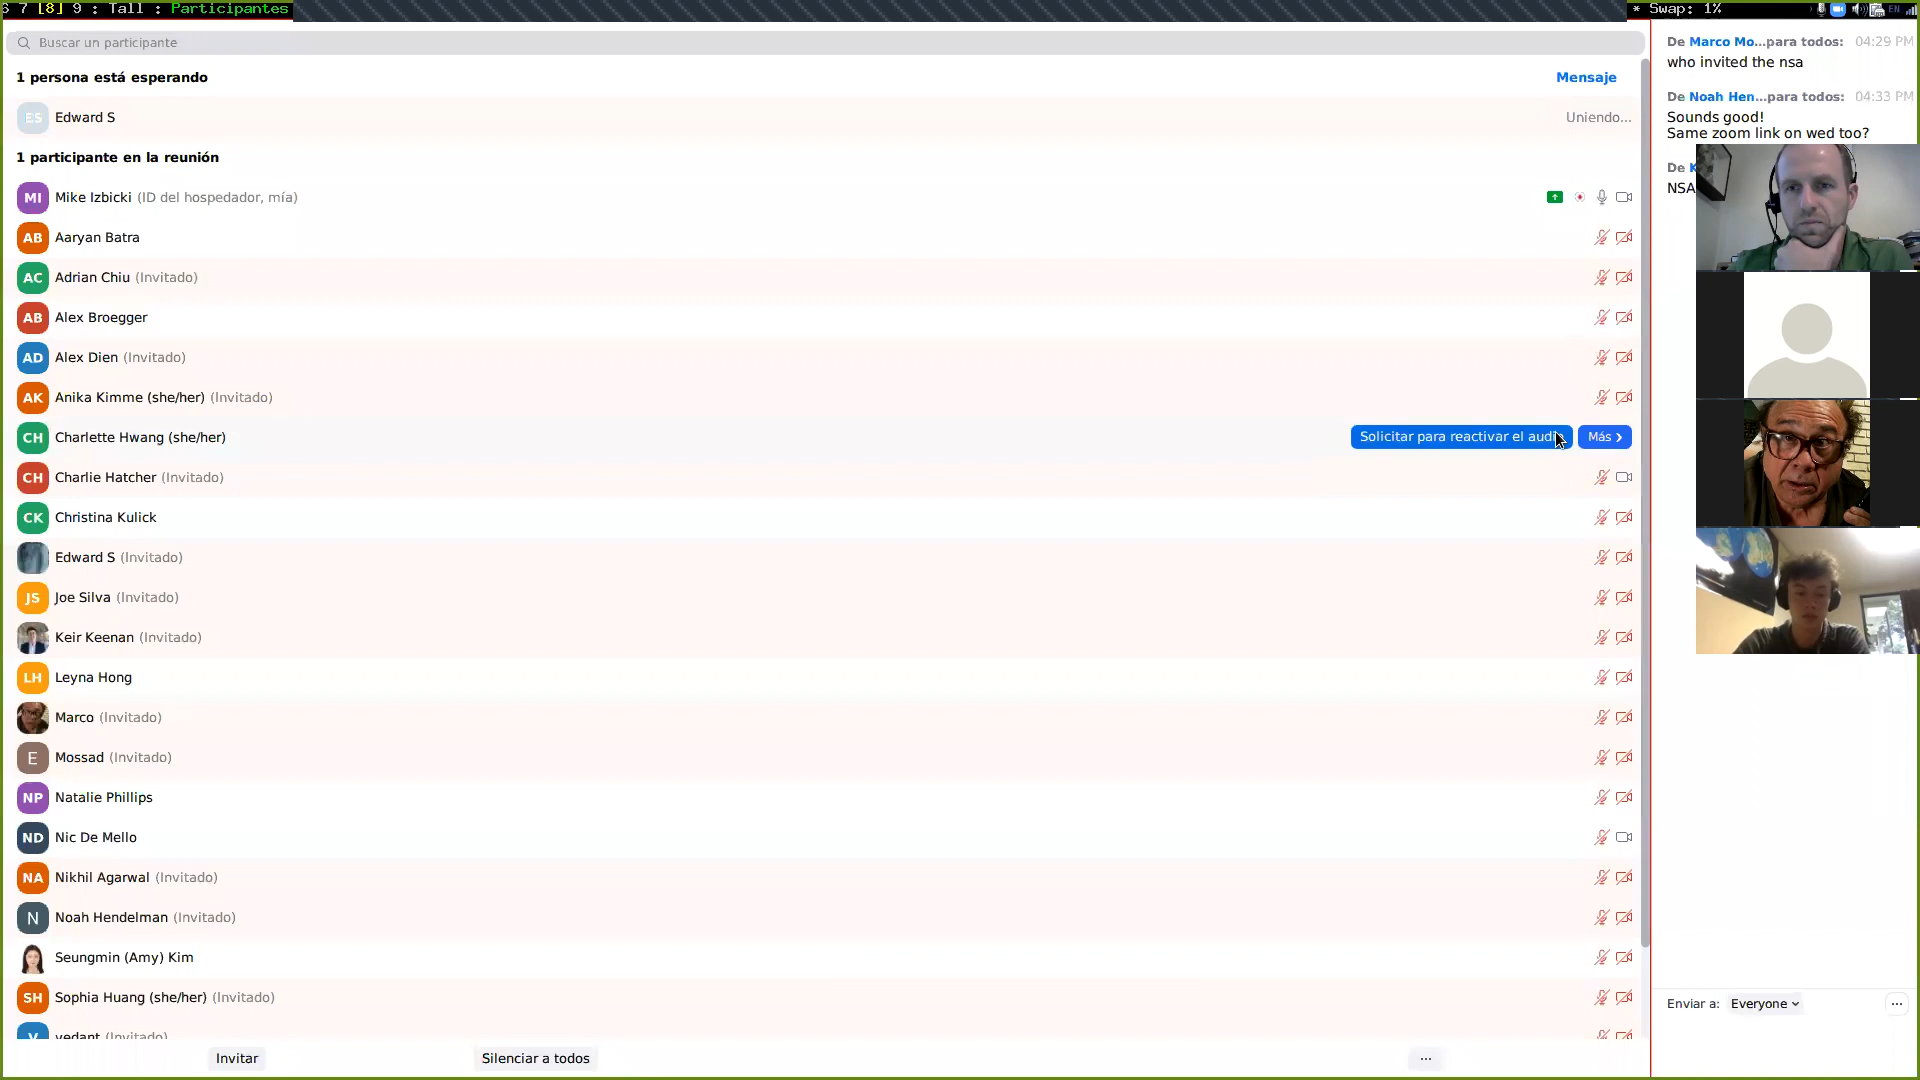 6 7 [8] 9 : Tall : Participantes
* Swap: 1%
EN
Buscar un participante
1 persona está esperando
Mensaje
ES Edward S
Uniendo...
1 participante en la reunión
MI Mike Izbicki (ID del hospedador, mía)
AB Aaryan Batra
AC Adrian Chiu (Invitado)
AB Alex Broegger
AD Alex Dien (Invitado)
AK Anika Kimme (she/her) (Invitado)
CH Charlette Hwang (she/her)
Solicitar para reactivar el audio
Más ❯
CH Charlie Hatcher (Invitado)
CK Christina Kulick
Edward S (Invitado)
JS Joe Silva (Invitado)
Keir Keenan (Invitado)
LH Leyna Hong
Marco (Invitado)
E Mossad (Invitado)
NP Natalie Phillips
ND Nic De Mello
NA Nikhil Agarwal (Invitado)
N Noah Hendelman (Invitado)
Seungmin (Amy) Kim
SH Sophia Huang (she/her) (Invitado)
V vedant (Invitado)
Invitar
Silenciar a todos
...
De Marco Mo...para todos: 04:29 PM
who invited the nsa
De Noah Hen...para todos: 04:33 PM
Sounds good!
Same zoom link on wed too?
De K
NSA
Enviar a: Everyone
...